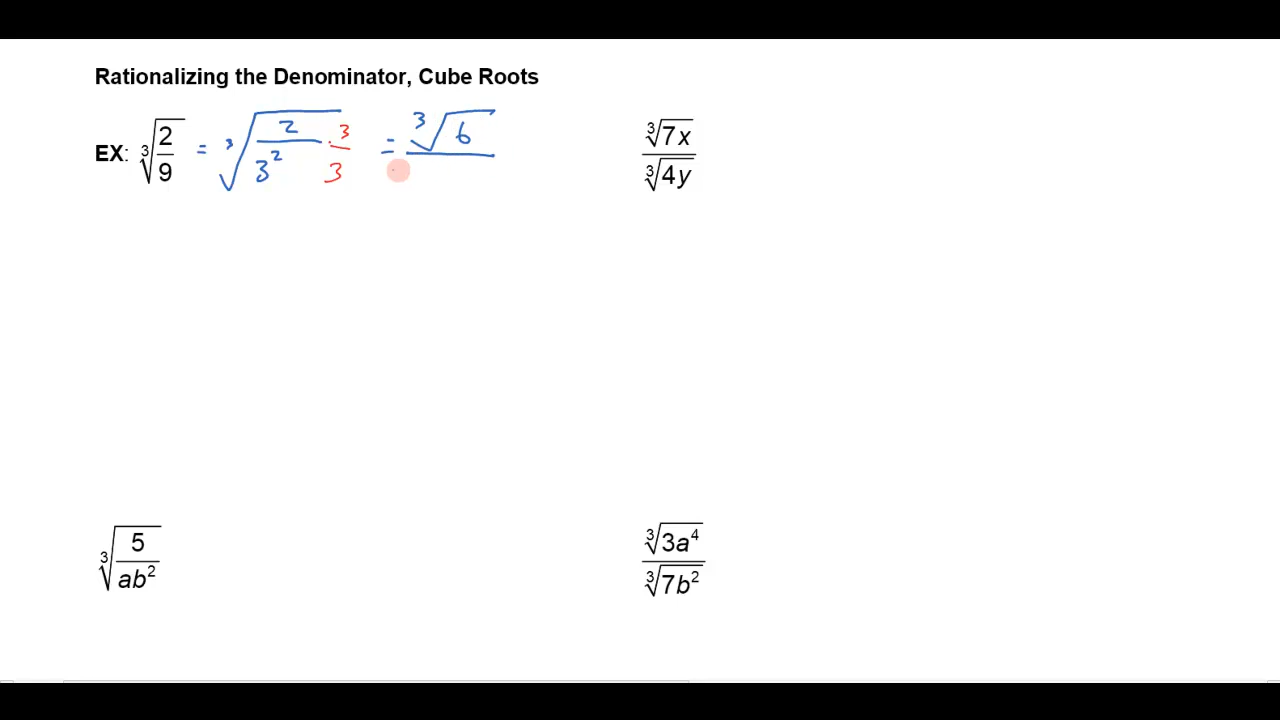 Rationalizing the Denominator, Cube Roots
EX: ∛(2/9) = ∛(2/3² · 3/3) = ∛6
∛(7x)/∛(4y)
∛(5/(ab²))
∛(3a⁴)/∛(7b²)